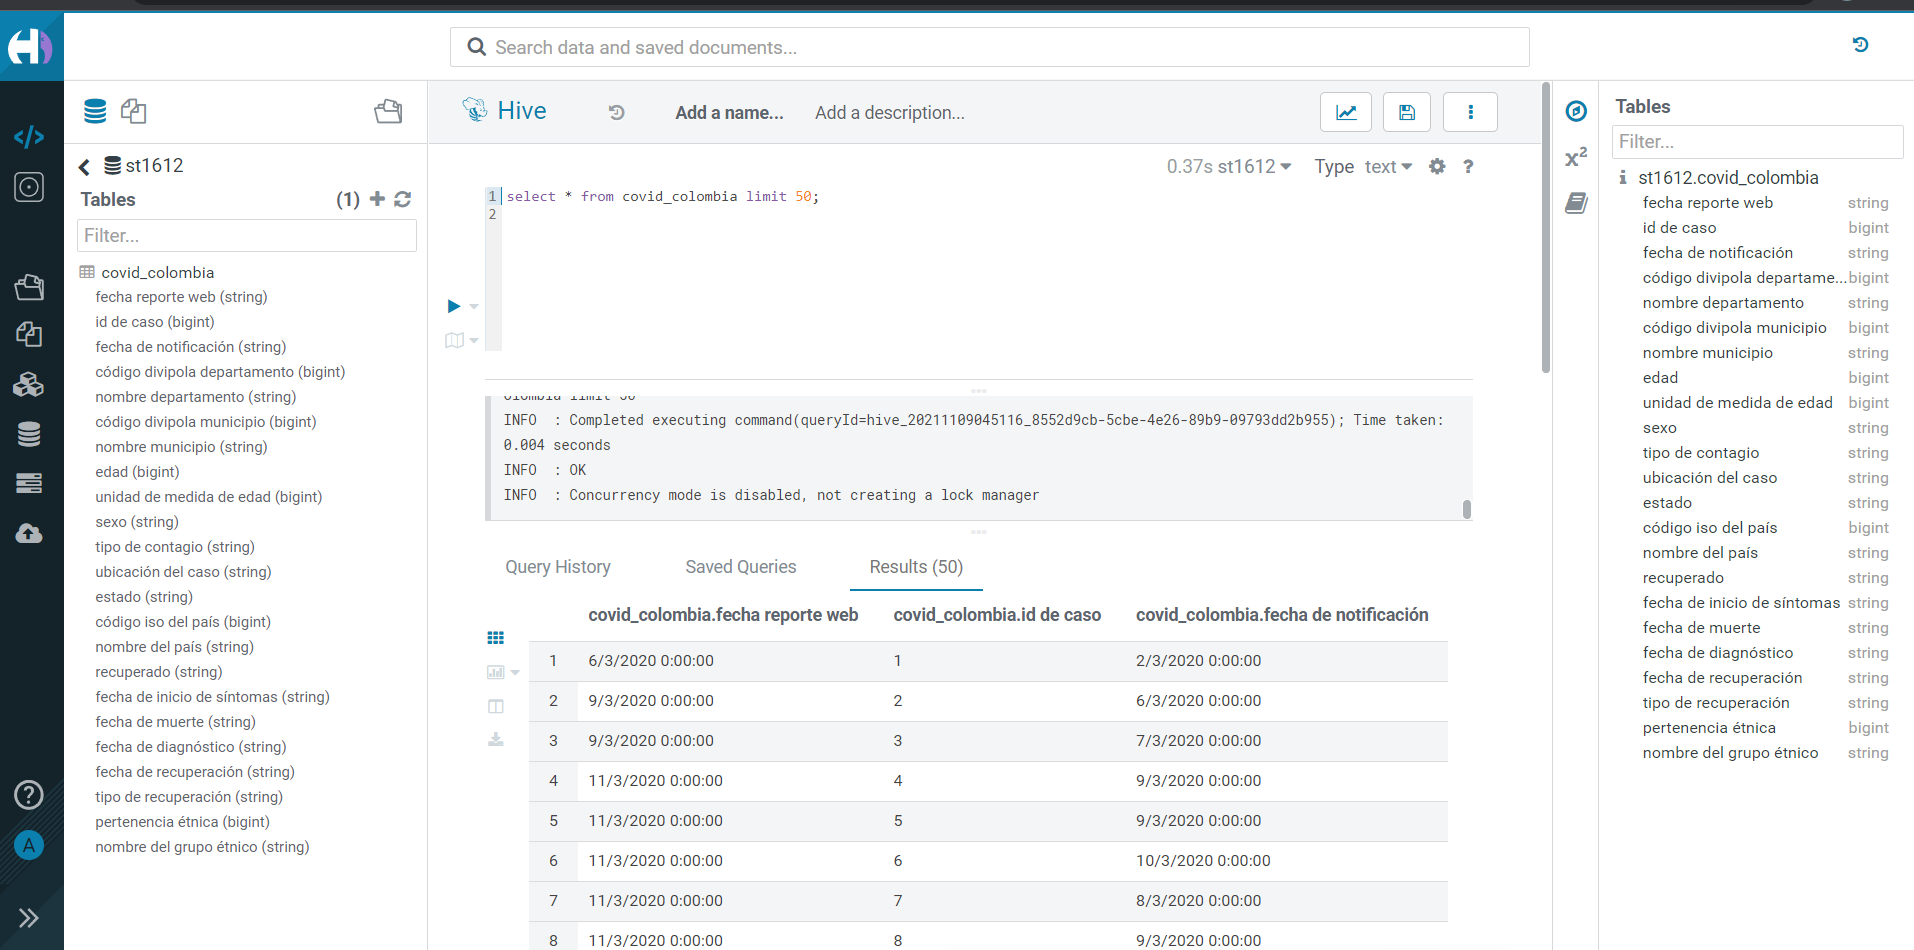 Search data and saved documents...
st1612
Tables
(1)
Filter...
covid_colombia
fecha reporte web (string)
id de caso (bigint)
fecha de notificación (string)
código divipola departamento (bigint)
nombre departamento (string)
código divipola municipio (bigint)
nombre municipio (string)
edad (bigint)
unidad de medida de edad (bigint)
sexo (string)
tipo de contagio (string)
ubicación del caso (string)
estado (string)
código iso del país (bigint)
nombre del país (string)
recuperado (string)
fecha de inicio de síntomas (string)
fecha de muerte (string)
fecha de diagnóstico (string)
fecha de recuperación (string)
tipo de recuperación (string)
pertenencia étnica (bigint)
nombre del grupo étnico (string)
?
A
Hive
Add a name...
Add a description...
0.37s st1612
Type text
?
1 select * from covid_colombia limit 50;
2
olombia limit 50
INFO : Completed executing command(queryId=hive_20211109045116_8552d9cb-5cbe-4e26-89b9-09793dd2b955); Time taken:
0.004 seconds
INFO : OK
INFO : Concurrency mode is disabled, not creating a lock manager
Query History
Saved Queries
Results (50)
covid_colombia.fecha reporte web covid_colombia.id de caso covid_colombia.fecha de notificación
1 6/3/2020 0:00:00 1 2/3/2020 0:00:00
2 9/3/2020 0:00:00 2 6/3/2020 0:00:00
3 9/3/2020 0:00:00 3 7/3/2020 0:00:00
4 11/3/2020 0:00:00 4 9/3/2020 0:00:00
5 11/3/2020 0:00:00 5 9/3/2020 0:00:00
6 11/3/2020 0:00:00 6 10/3/2020 0:00:00
7 11/3/2020 0:00:00 7 8/3/2020 0:00:00
8 11/3/2020 0:00:00 8 9/3/2020 0:00:00
x²
Tables
Filter...
st1612.covid_colombia
fecha reporte web string
id de caso bigint
fecha de notificación string
código divipola departame... bigint
nombre departamento string
código divipola municipio bigint
nombre municipio string
edad bigint
unidad de medida de edad bigint
sexo string
tipo de contagio string
ubicación del caso string
estado string
código iso del país bigint
nombre del país string
recuperado string
fecha de inicio de síntomas string
fecha de muerte string
fecha de diagnóstico string
fecha de recuperación string
tipo de recuperación string
pertenencia étnica bigint
nombre del grupo étnico string